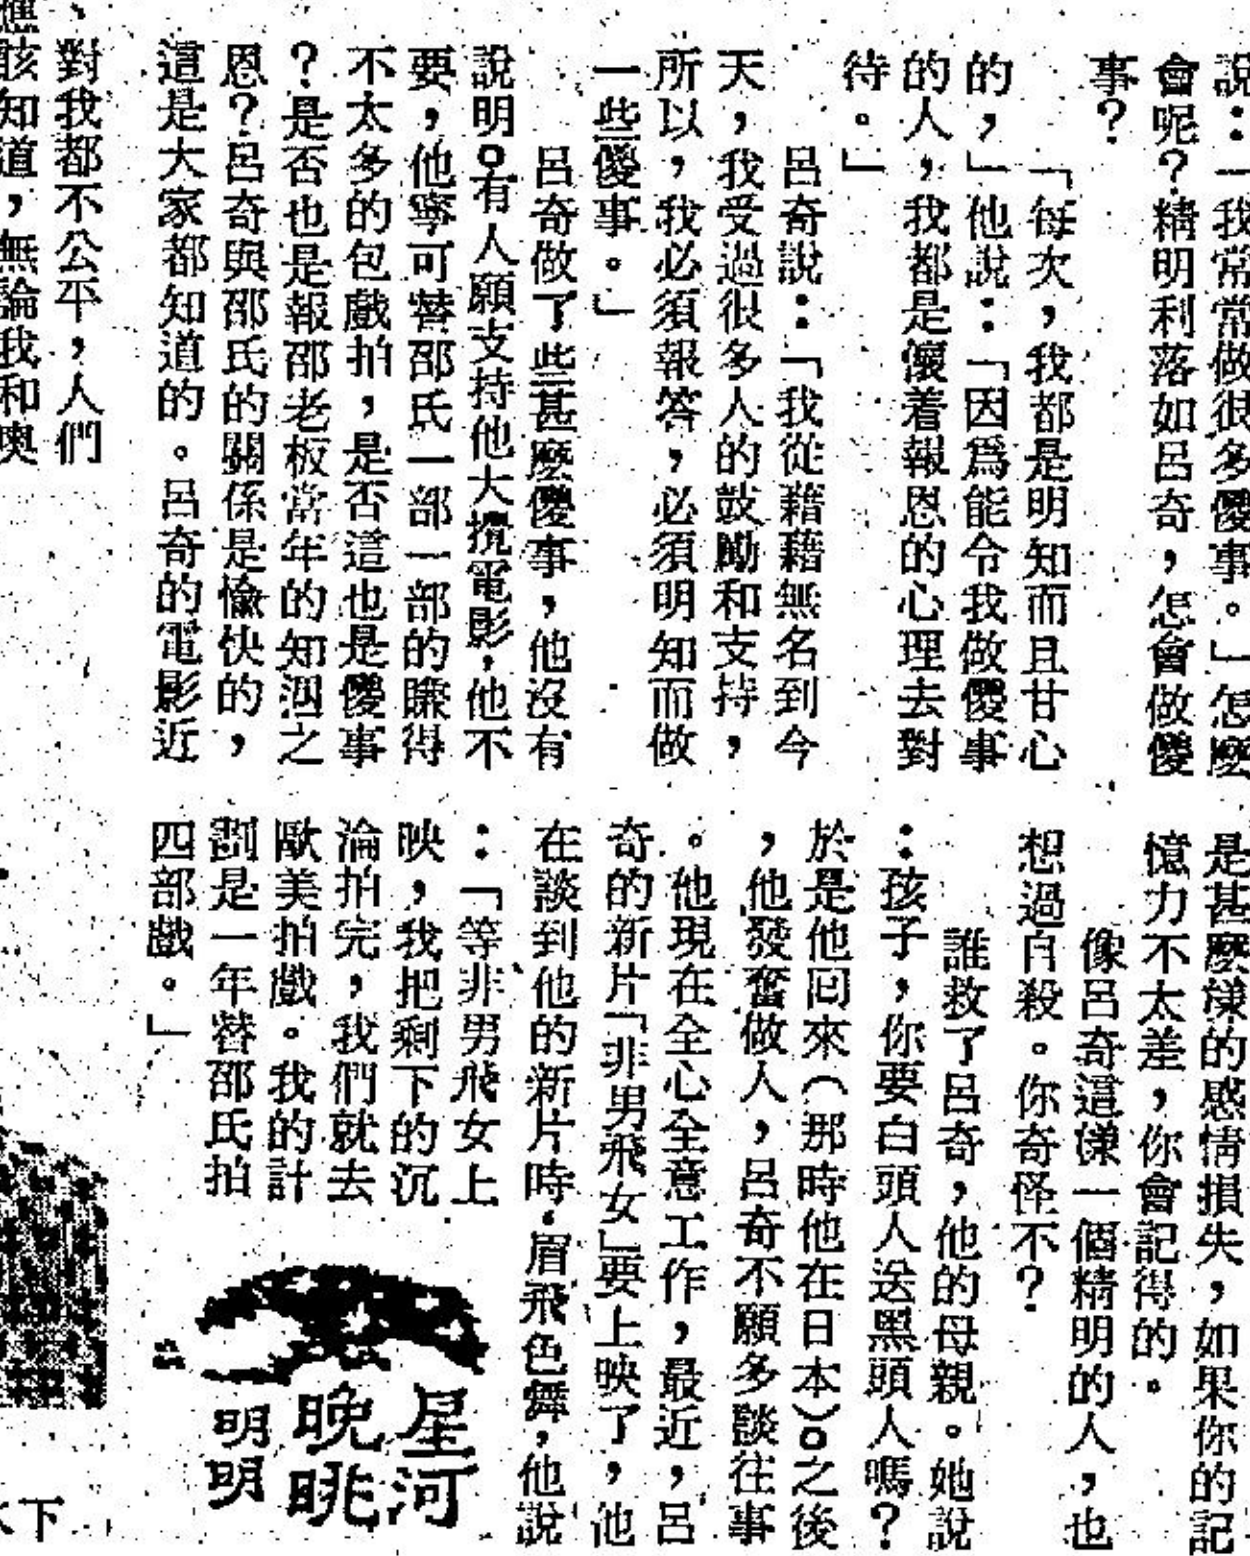 說：「我常常做很多儍事。」怎麼
會呢？精明利落如呂奇，怎會做儍
事？
「每次，我都是明知而且甘心
的，」他說：「因爲能令我做儍事
的人，我都是懷着報恩的心理去對
待。」
呂奇說：「我從藉藉無名到今
天，我受過很多人的鼓勵和支持，
所以，我必須報答，必須明知而做
一些儍事。」
呂奇做了些甚麼儍事，他沒有
說明。有人願支持他大攪電影，他不
要，他寧可替邵氏一部一部的賺得
不太多的包戲拍，是否這也是儍事
？是否也是報邵老板當年的知遇之
恩？呂奇與邵氏的關係是愉快的，
這是大家都知道的。呂奇的電影近
、對我都不公平，人們
應該知道，無論我和
是甚麼樣的感情損失，如果你的記
憶力不太差，你會記得的。
像呂奇這樣一個精明的人，也
想過自殺。你奇怪不？
誰救了呂奇，他的母親。她說
：孩子，你要白頭人送黑頭人嗎？
於是他回來（那時他在日本）。之後
，他發奮做人，呂奇不願多談往事
。他現在全心全意工作，最近，呂
奇的新片「非男飛女」要上映了，他
在談到他的新片時，眉飛色舞，他說
：「等非男飛女上
映，我把剩下的沉
淪拍完，我們就去
歐美拍戲。我的計
劃是一年替邵氏拍
四部戲。」
星河
晚眺
明明
下